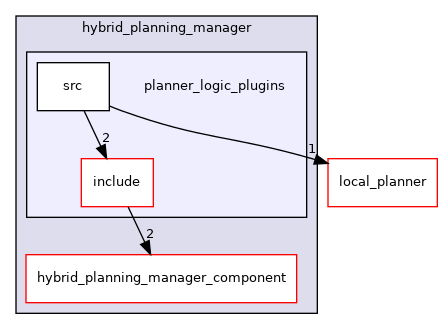 hybrid_planning_manager
src
planner_logic_plugins
2
1
include
local_planner
2
hybrid_planning_manager_component